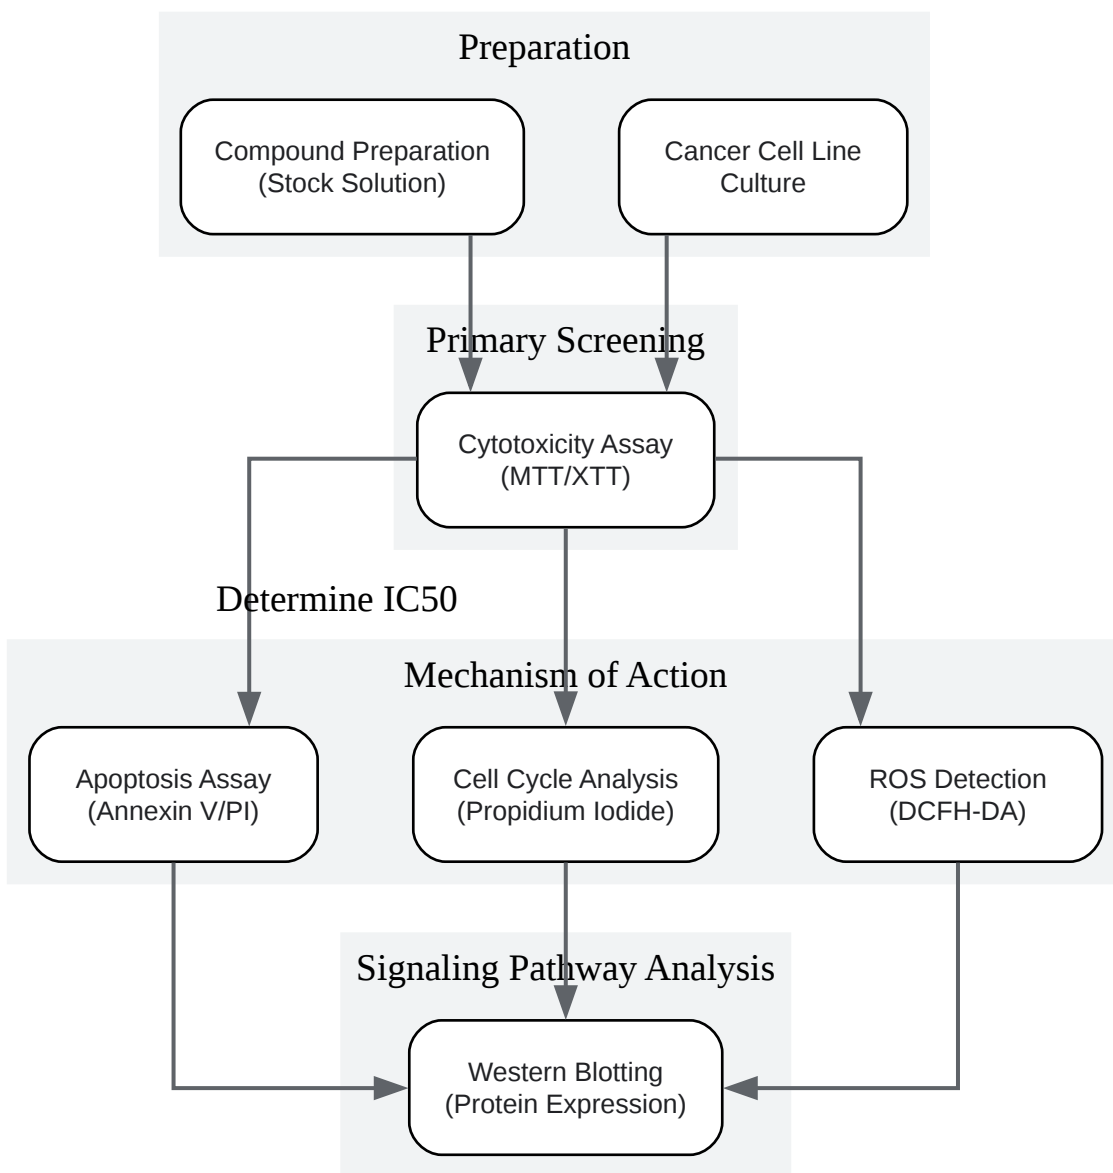 Preparation
Compound Preparation
(Stock Solution)
Cancer Cell Line
Culture
Primary Screening
Cytotoxicity Assay
(MTT/XTT)
Determine IC50
Mechanism of Action
Apoptosis Assay
(Annexin V/PI)
Cell Cycle Analysis
(Propidium Iodide)
ROS Detection
(DCFH-DA)
Signaling Pathway Analysis
Western Blotting
(Protein Expression)